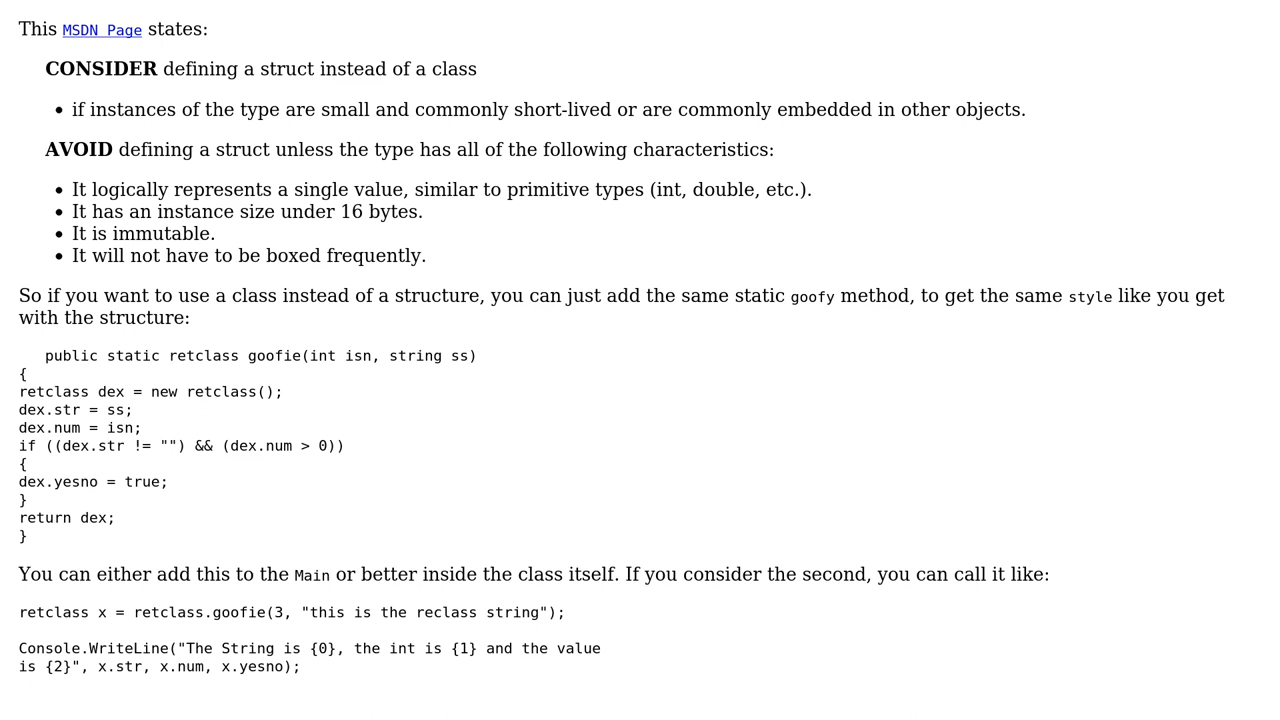 This MSDN Page states:
CONSIDER defining a struct instead of a class
• if instances of the type are small and commonly short-lived or are commonly embedded in other objects.
AVOID defining a struct unless the type has all of the following characteristics:
• It logically represents a single value, similar to primitive types (int, double, etc.).
• It has an instance size under 16 bytes.
• It is immutable.
• It will not have to be boxed frequently.
So if you want to use a class instead of a structure, you can just add the same static goofy method, to get the same style like you get
with the structure:
public static retclass goofie(int isn, string ss)
{
retclass dex = new retclass();
dex.str = ss;
dex.num = isn;
if ((dex.str != "") && (dex.num > 0))
{
dex.yesno = true;
}
return dex;
}
You can either add this to the Main or better inside the class itself. If you consider the second, you can call it like:
retclass x = retclass.goofie(3, "this is the reclass string");
Console.WriteLine("The String is {0}, the int is {1} and the value
is {2}", x.str, x.num, x.yesno);